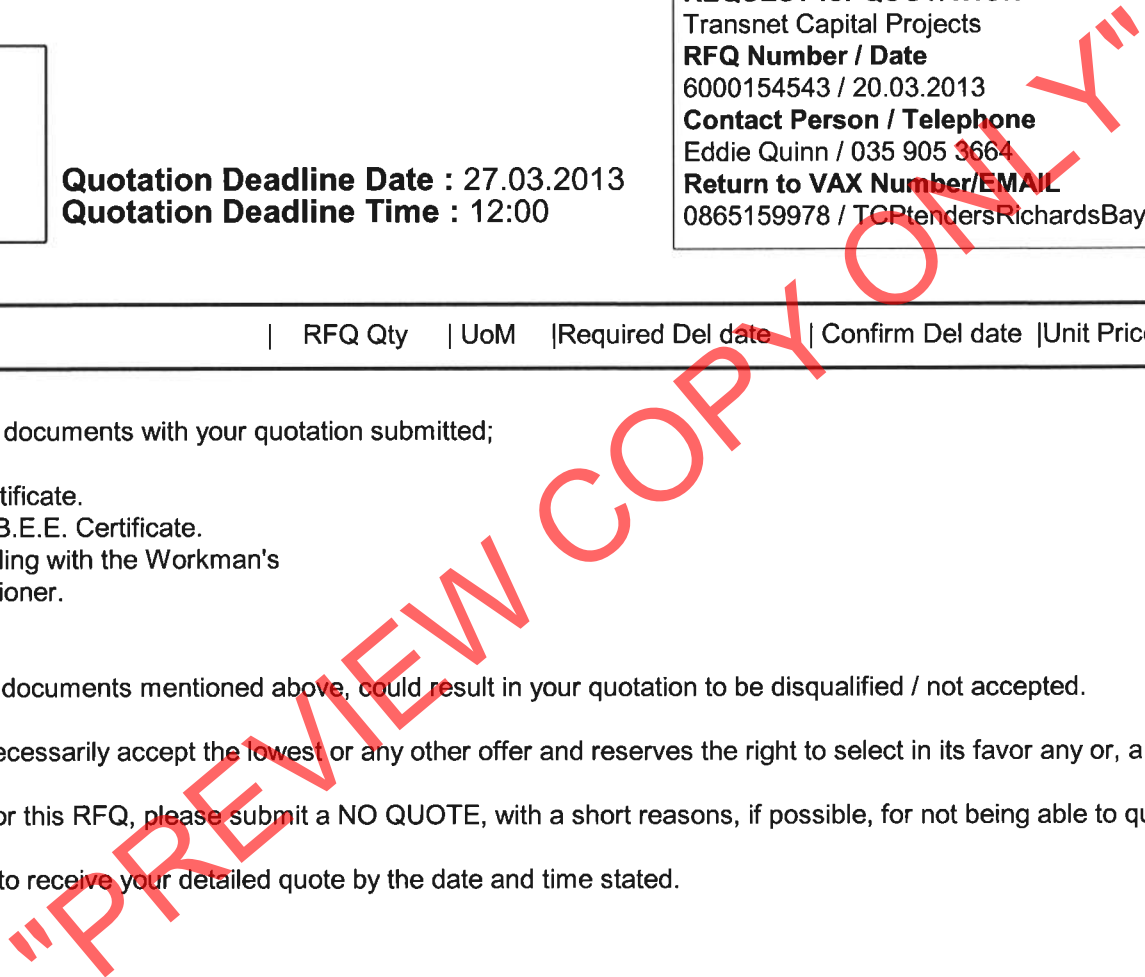 REQUEST for QUOTATION
Transnet Capital Projects
RFQ Number / Date
6000154543 / 20.03.2013
Contact Person / Telephone
Eddie Quinn / 035 905 3664
Return to VAX Number/EMAIL
0865159978 / TCPtendersRichardsBay
Quotation Deadline Date : 27.03.2013
Quotation Deadline Time : 12:00
| RFQ Qty | UoM |Required Del date | Confirm Del date |Unit Price
documents with your quotation submitted;
tificate.
B.E.E. Certificate.
ling with the Workman's
ioner.
documents mentioned above, could result in your quotation to be disqualified / not accepted.
ecessarily accept the lowest or any other offer and reserves the right to select in its favor any or, a
or this RFQ, please submit a NO QUOTE, with a short reasons, if possible, for not being able to qu
to receive your detailed quote by the date and time stated.
"PREVIEW COPY ONLY"